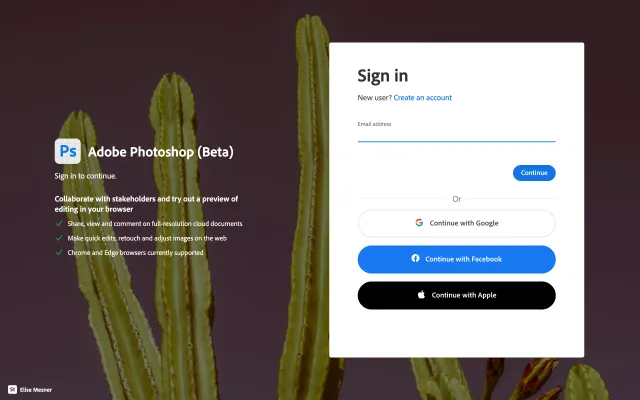 Ps Adobe Photoshop (Beta)
Sign in to continue.
Collaborate with stakeholders and try out a preview of
editing in your browser
Share, view and comment on full-resolution cloud documents
Make quick edits, retouch and adjust images on the web
Chrome and Edge browsers currently supported
St Elise Mesner
Sign in
New user? Create an account
Email address
Continue
Or
Continue with Google
Continue with Facebook
Continue with Apple